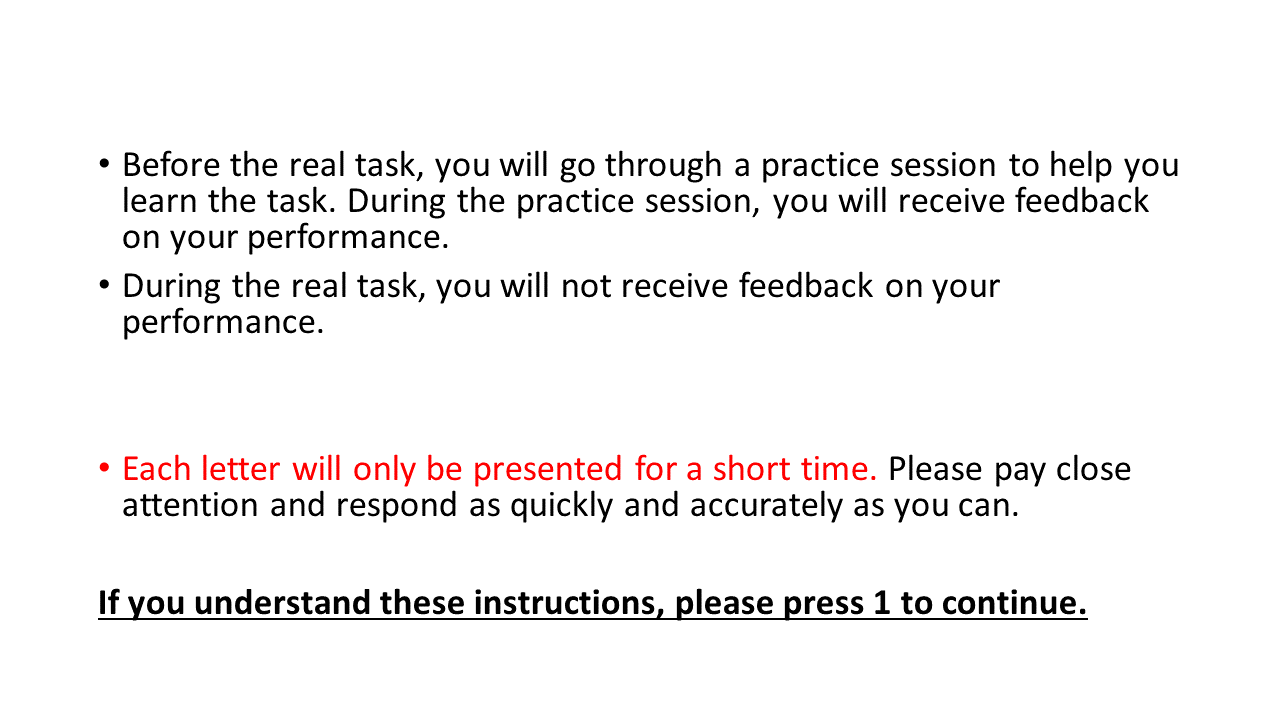 • Before the real task, you will go through a practice session to help you
learn the task. During the practice session, you will receive feedback
on your performance.
• During the real task, you will not receive feedback on your
performance.
• Each letter will only be presented for a short time. Please pay close
attention and respond as quickly and accurately as you can.
If you understand these instructions, please press 1 to continue.